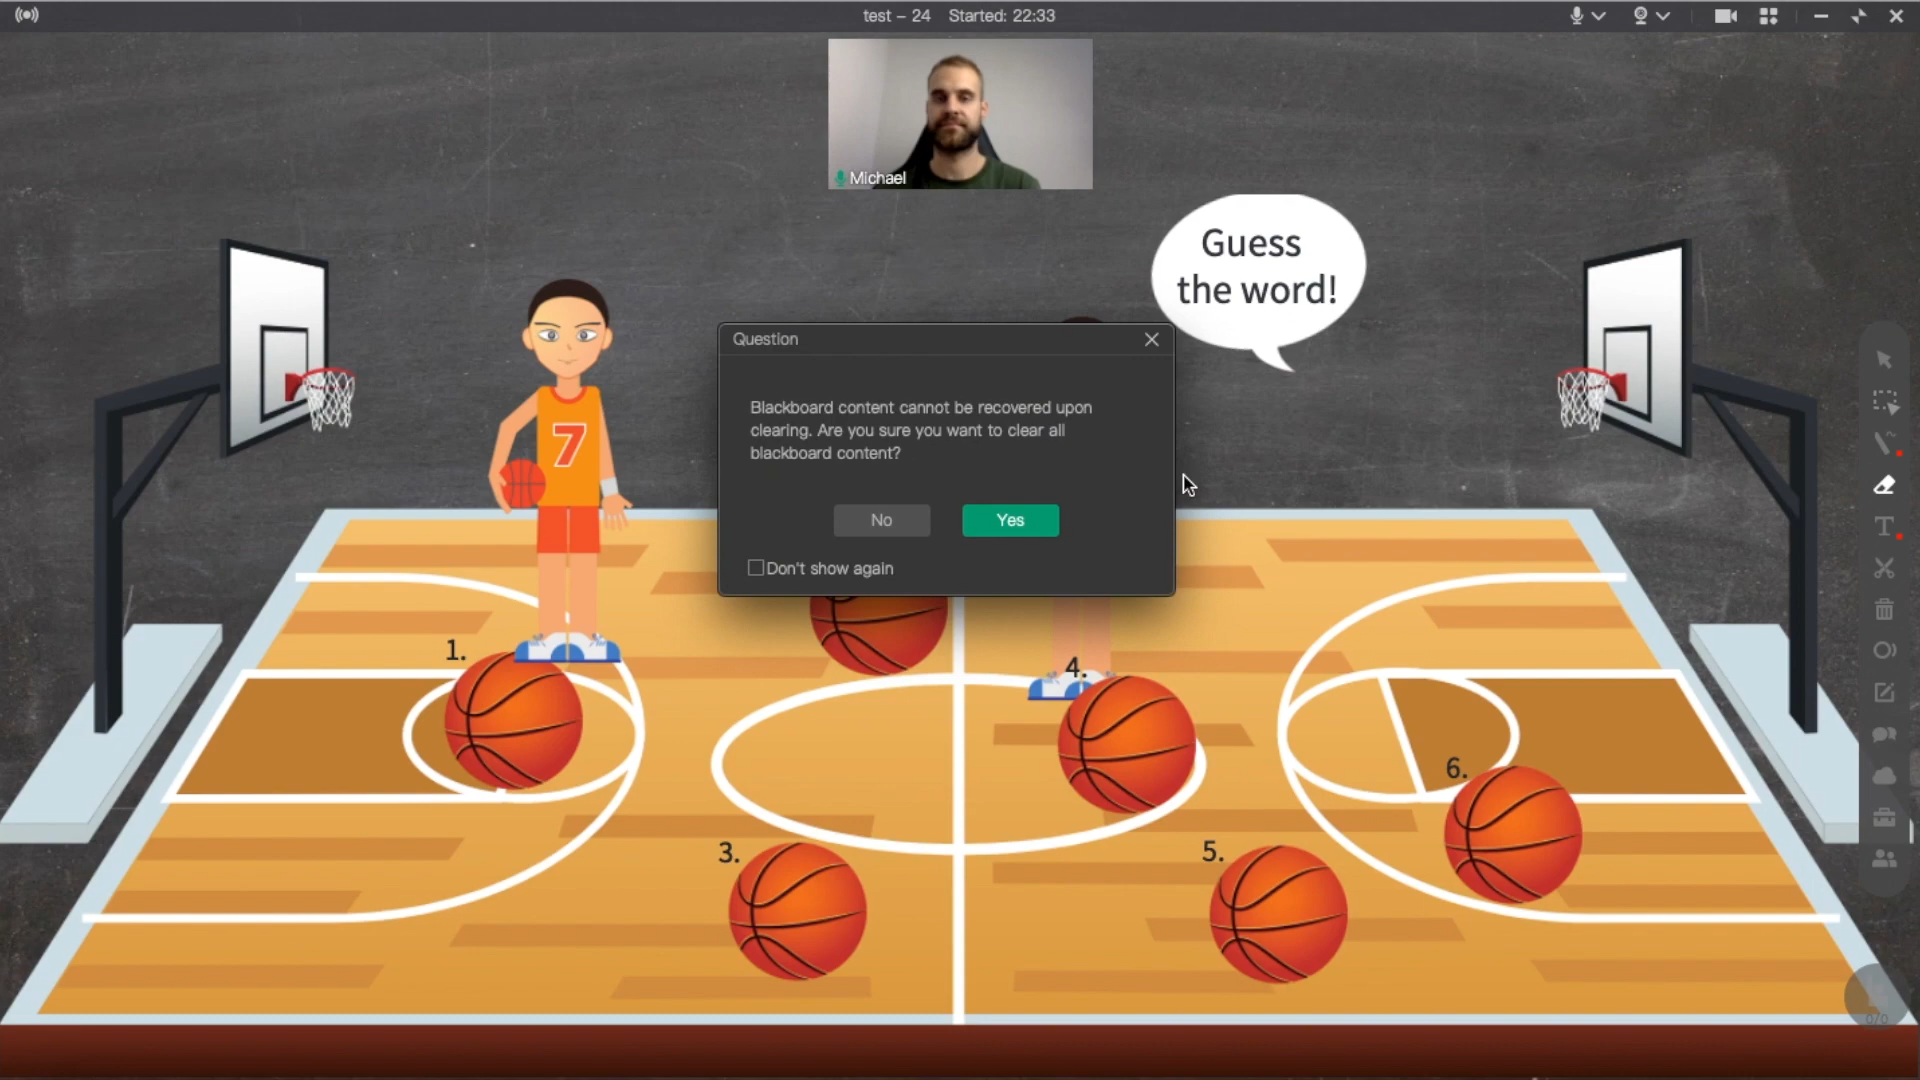 test – 24 Started: 22:33
Michael
Guess
the word!
Question
Blackboard content cannot be recovered upon
clearing. Are you sure you want to clear all
blackboard content?
No
Yes
Don't show again
7
1.
4.
6.
3.
5.
T
0/0